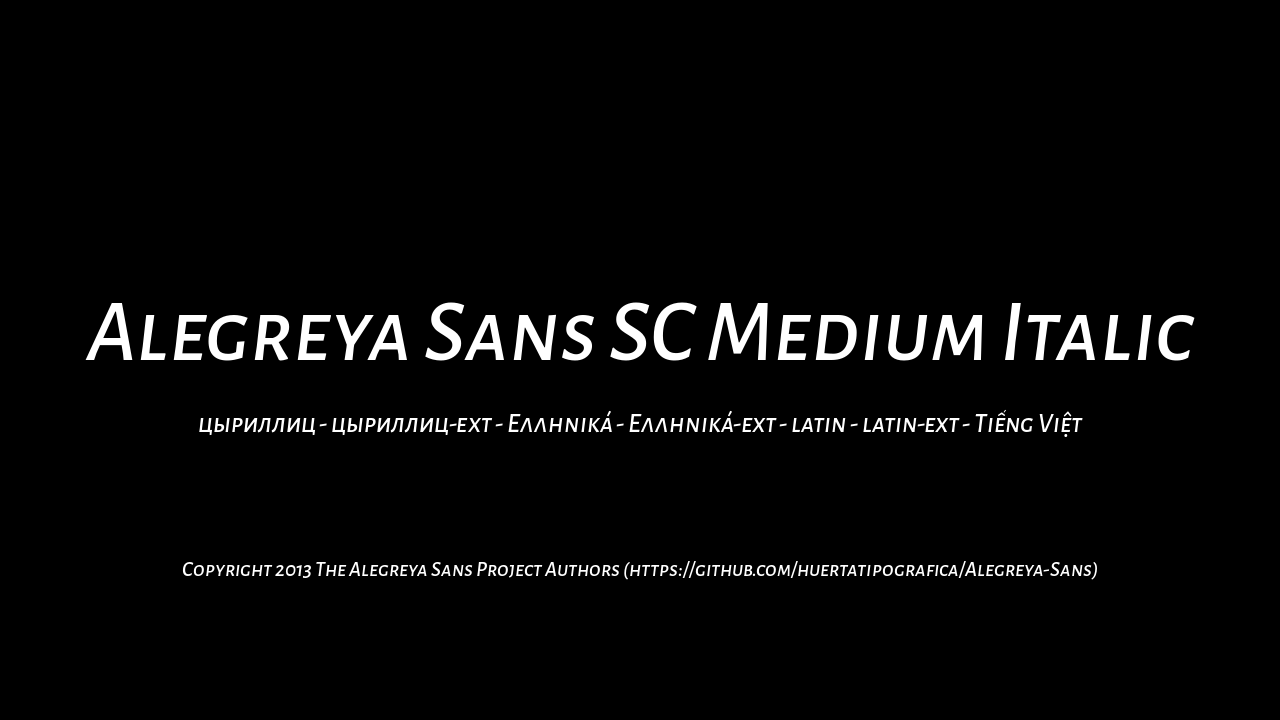 Alegreya Sans SC Medium Italic
цыриллиц - цыриллиц-ext - Ελληνικά - Ελληνικά-ext - latin - latin-ext - Tiếng Việt
Copyright 2013 The Alegreya Sans Project Authors (https://github.com/huertatipografica/Alegreya-Sans)